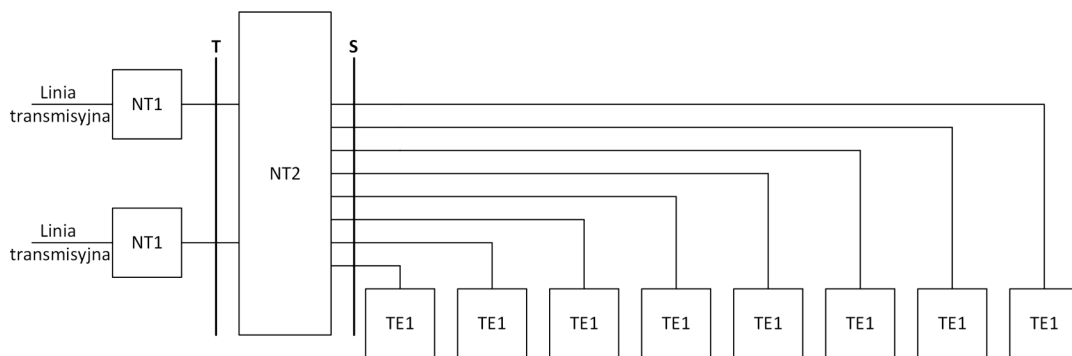 T
S
Linia
transmisyjna
NT1
NT2
Linia
transmisyjna
NT1
TE1
TE1
TE1
TE1
TE1
TE1
TE1
TE1